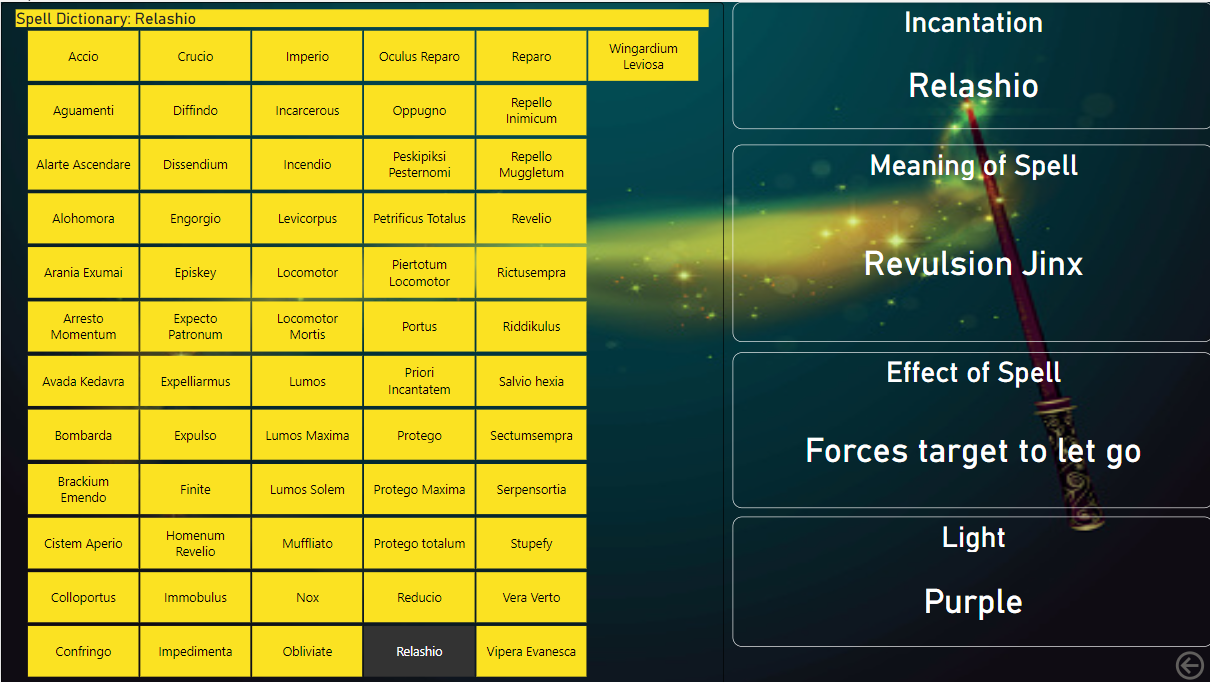 Spell Dictionary: Relashio
Accio
Crucio
Imperio
Oculus Reparo
Reparo
Wingardium
Leviosa
Aguamenti
Diffindo
Incarcerous
Oppugno
Repello
Inimicum
Alarte Ascendare
Dissendium
Incendio
Peskipiksi
Pesternomi
Repello
Muggletum
Alohomora
Engorgio
Levicorpus
Petrificus Totalus
Revelio
Arania Exumai
Episkey
Locomotor
Piertotum
Locomotor
Rictusempra
Arresto
Momentum
Expecto
Patronum
Locomotor
Mortis
Portus
Riddikulus
Avada Kedavra
Expelliarmus
Lumos
Priori
Incantatem
Salvio hexia
Bombarda
Expulso
Lumos Maxima
Protego
Sectumsempra
Brackium
Emendo
Finite
Lumos Solem
Protego Maxima
Serpensortia
Cistem Aperio
Homenum
Revelio
Muffliato
Protego totalum
Stupefy
Colloportus
Immobulus
Nox
Reducio
Vera Verto
Confringo
Impedimenta
Obliviate
Relashio
Vipera Evanesca
Incantation
Relashio
Meaning of Spell
Revulsion Jinx
Effect of Spell
Forces target to let go
Light
Purple